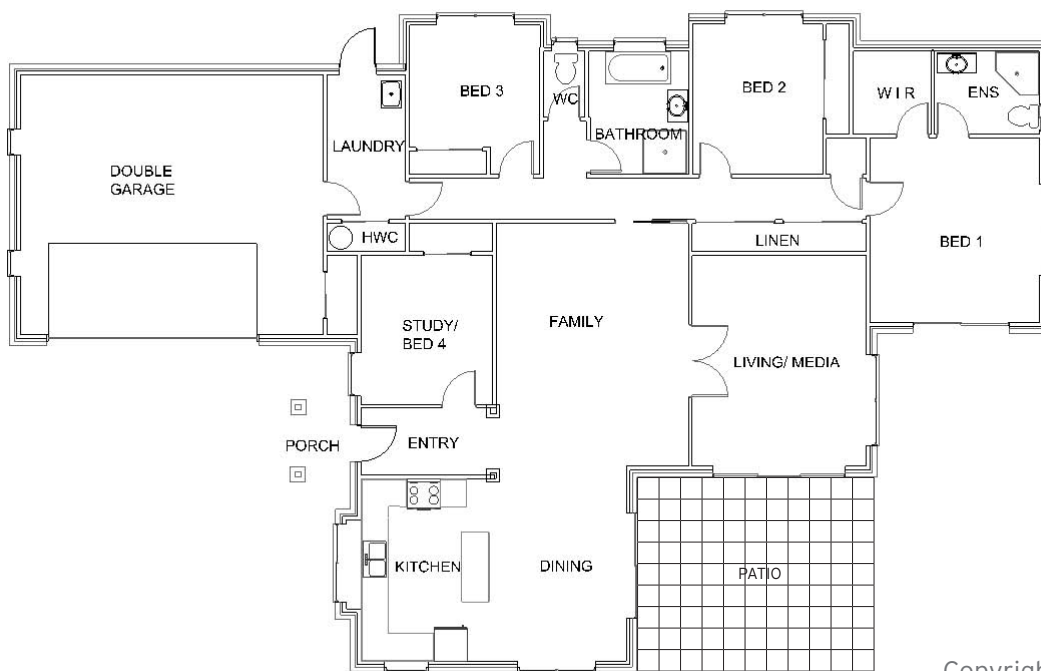 BED 3
WC
BATHROOM
BED 2
W I R
ENS
LAUNDRY
DOUBLE
GARAGE
HWC
LINEN
BED 1
STUDY/
BED 4
FAMILY
LIVING/ MEDIA
PORCH
ENTRY
KITCHEN
DINING
PATIO
Copyrigh